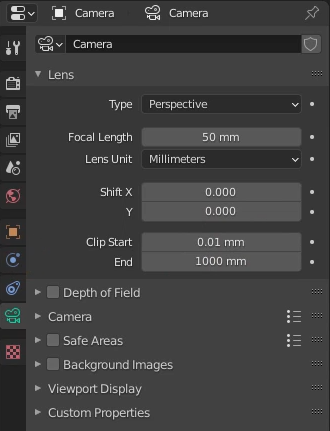 Camera Camera
Camera
Lens
Type Perspective
Focal Length 50 mm
Lens Unit Millimeters
Shift X 0.000
Y 0.000
Clip Start 0.01 mm
End 1000 mm
Depth of Field
Camera
Safe Areas
Background Images
Viewport Display
Custom Properties